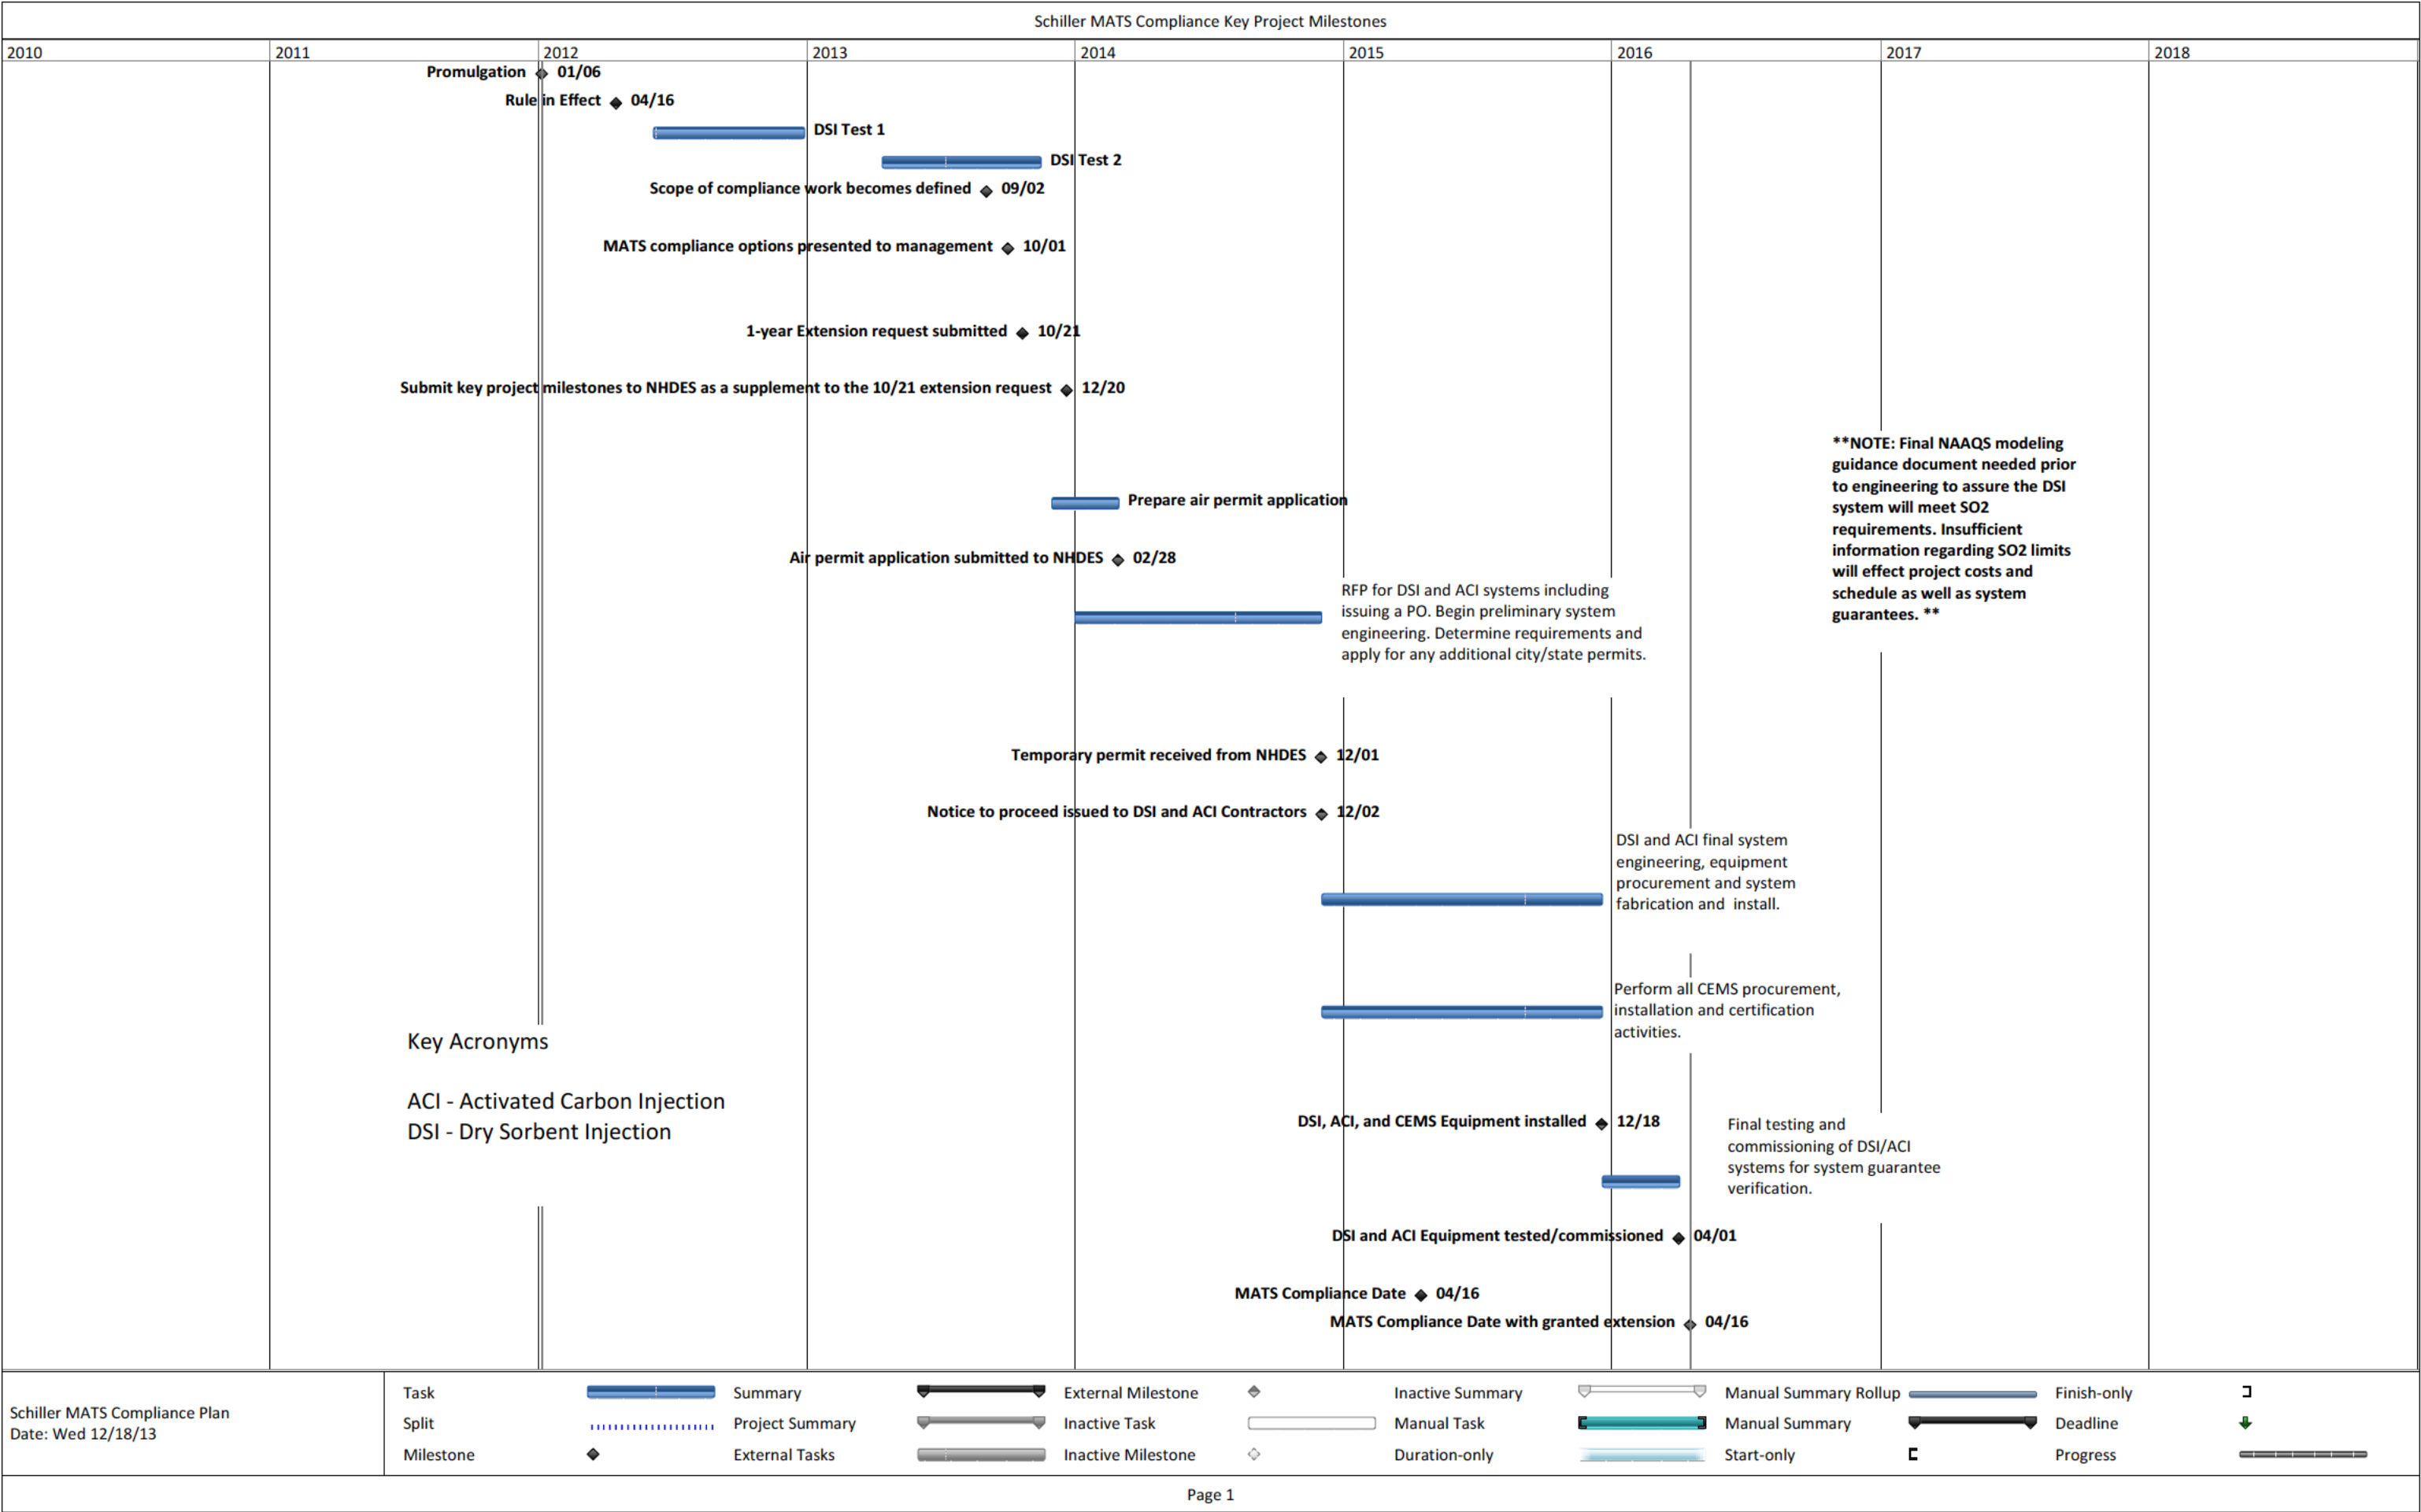 Schiller MATS Compliance Key Project Milestones
2010 2011 2012 2013 2014 2015 2016 2017 2018
Promulgation 01/06
Rule in Effect 04/16
DSI Test 1
DSI Test 2
Scope of compliance work becomes defined 09/02
MATS compliance options presented to management 10/01
1-year Extension request submitted 10/21
Submit key project milestones to NHDES as a supplement to the 10/21 extension request 12/20
**NOTE: Final NAAQS modeling
guidance document needed prior
to engineering to assure the DSI
system will meet SO2
requirements. Insufficient
information regarding SO2 limits
will effect project costs and
schedule as well as system
guarantees. **
Prepare air permit application
Air permit application submitted to NHDES 02/28
RFP for DSI and ACI systems including
issuing a PO. Begin preliminary system
engineering. Determine requirements and
apply for any additional city/state permits.
Temporary permit received from NHDES 12/01
Notice to proceed issued to DSI and ACI Contractors 12/02
DSI and ACI final system
engineering, equipment
procurement and system
fabrication and install.
Perform all CEMS procurement,
installation and certification
activities.
Key Acronyms
ACI - Activated Carbon Injection
DSI - Dry Sorbent Injection
DSI, ACI, and CEMS Equipment installed 12/18
Final testing and
commissioning of DSI/ACI
systems for system guarantee
verification.
DSI and ACI Equipment tested/commissioned 04/01
MATS Compliance Date 04/16
MATS Compliance Date with granted extension 04/16
Schiller MATS Compliance Plan
Date: Wed 12/18/13
Task Summary External Milestone Inactive Summary Manual Summary Rollup Finish-only
Split Project Summary Inactive Task Manual Task Manual Summary Deadline
Milestone External Tasks Inactive Milestone Duration-only Start-only Progress
Page 1